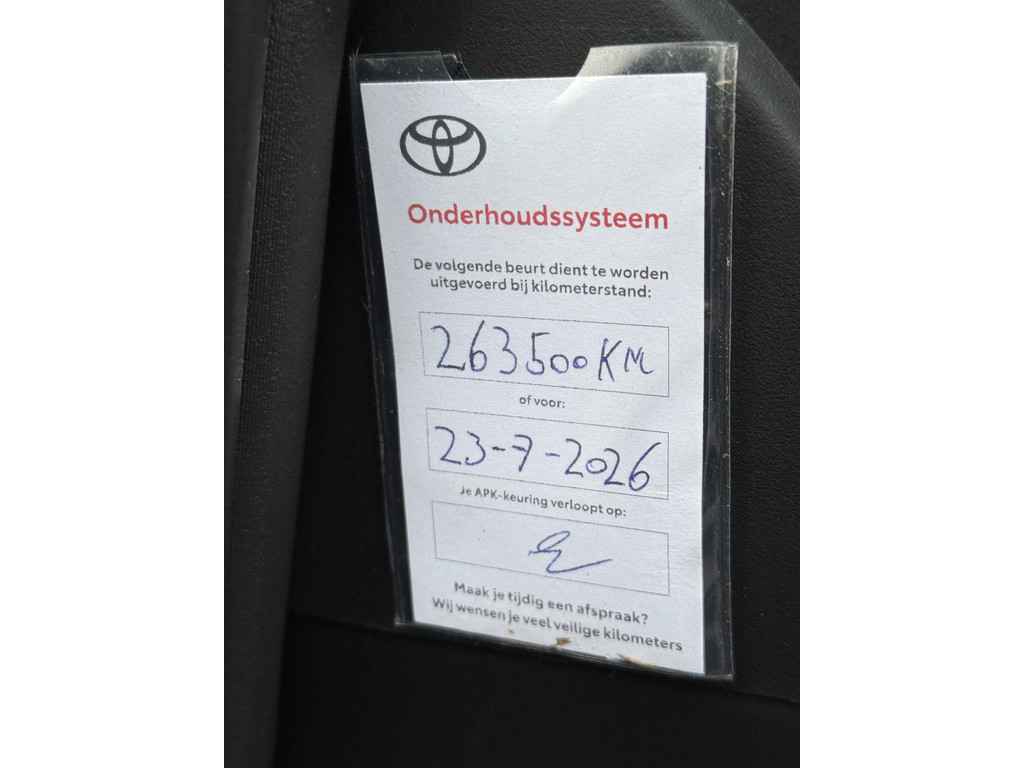 Onderhoudssysteem
De volgende beurt dient te worden
uitgevoerd bij kilometerstand:
263500KM
of voor:
23-7-2026
Je APK-keuring verloopt op:
Maak je tijdig een afspraak?
Wij wensen je veel veilige kilometers